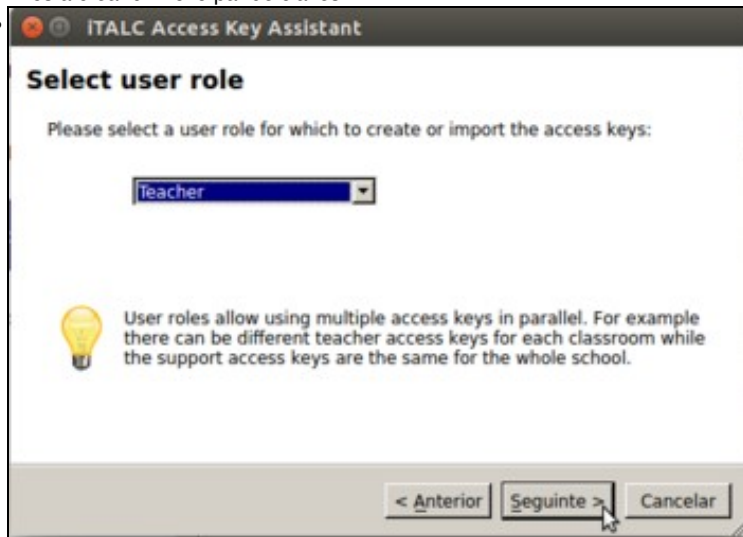 iTALC Access Key Assistant
Select user role
Please select a user role for which to create or import the access keys:
Teacher
User roles allow using multiple access keys in parallel. For example
there can be different teacher access keys for each classroom while
the support access keys are the same for the whole school.
< Anterior Seguinte > Cancelar